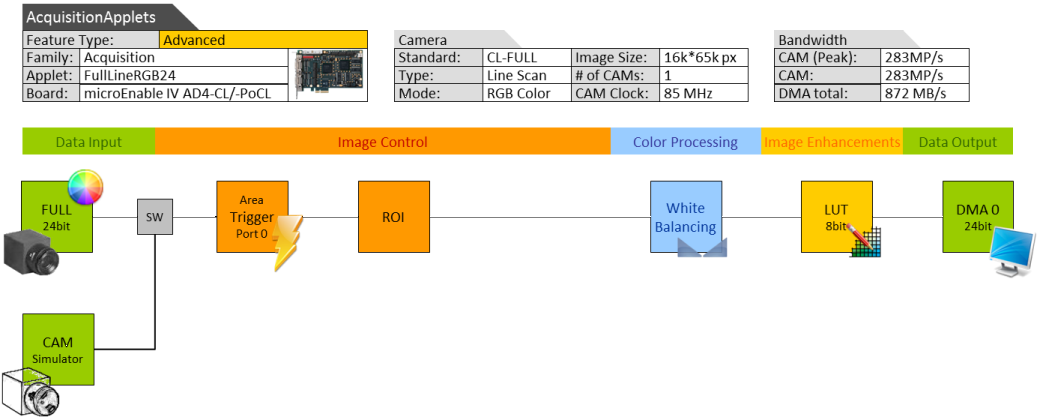 AcquisitionApplets
Feature Type: Advanced
Family: Acquisition
Applet: FullLineRGB24
Board: microEnable IV AD4-CL/-PoCL
Camera
Standard: CL-FULL Image Size: 16k*65k px
Type: Line Scan # of CAMs: 1
Mode: RGB Color CAM Clock: 85 MHz
Bandwidth
CAM (Peak): 283MP/s
CAM: 283MP/s
DMA total: 872 MB/s
Data Input Image Control Color Processing Image Enhancements Data Output
FULL
24bit
SW
Area
Trigger
Port 0
ROI
White
Balancing
LUT
8bit
DMA 0
24bit
CAM
Simulator